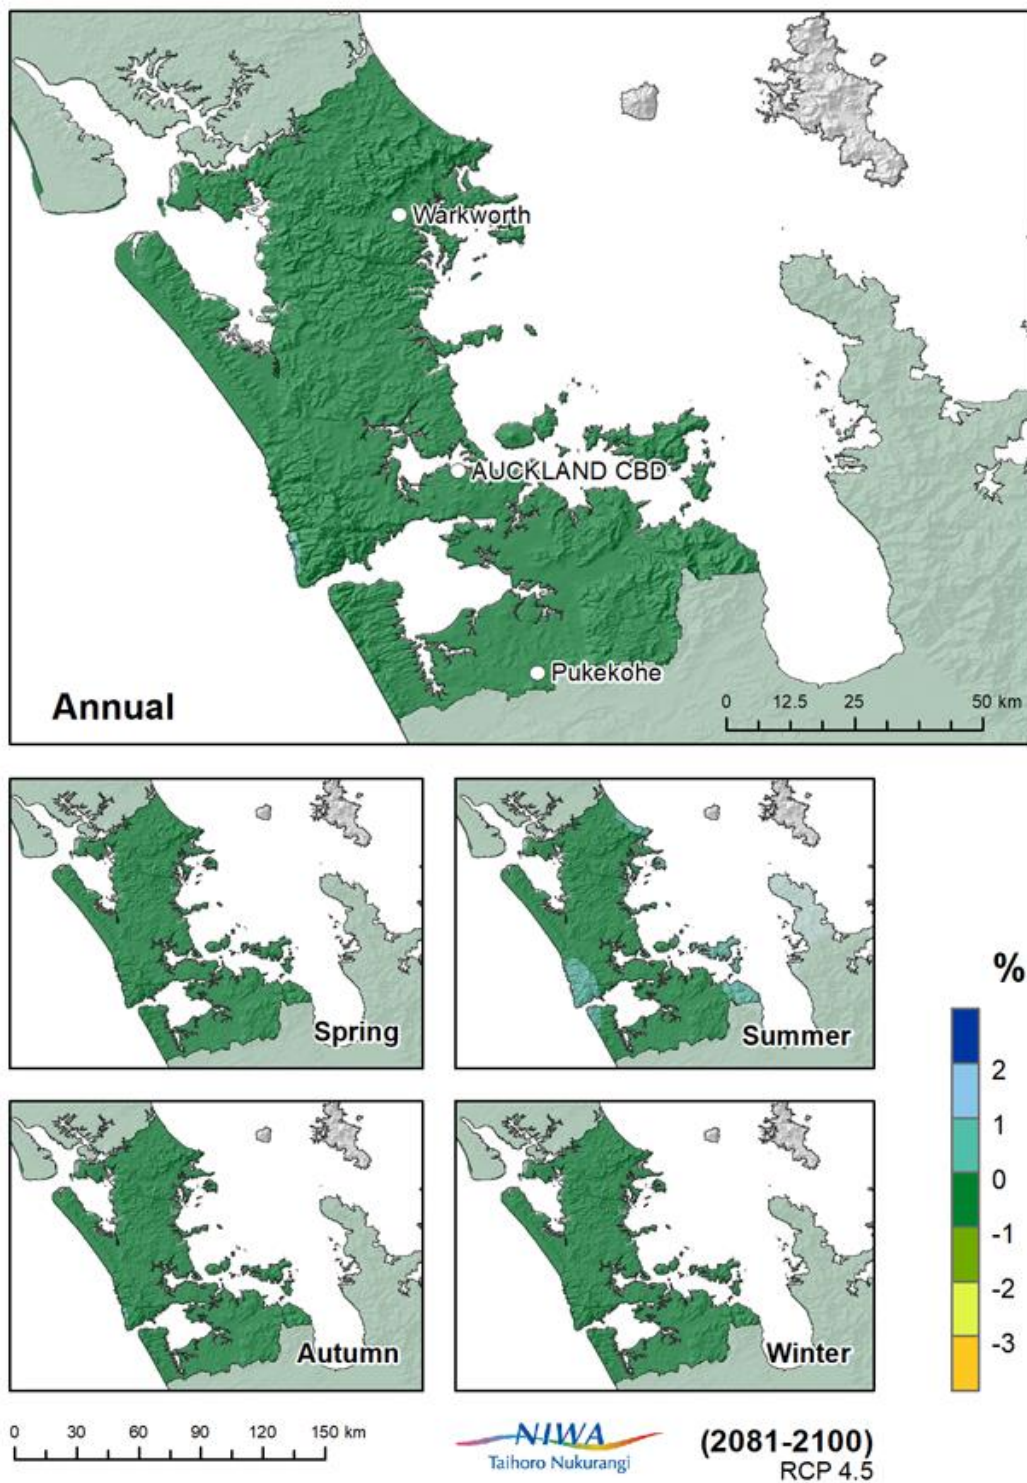 Warkworth
AUCKLAND CBD
Pukekohe
Annual
0 12.5 25 50 km
Spring
Summer
Autumn
Winter
%
2
1
0
-1
-2
-3
0 30 60 90 120 150 km
NIWA
Taihoro Nukurangi
(2081-2100)
RCP 4.5